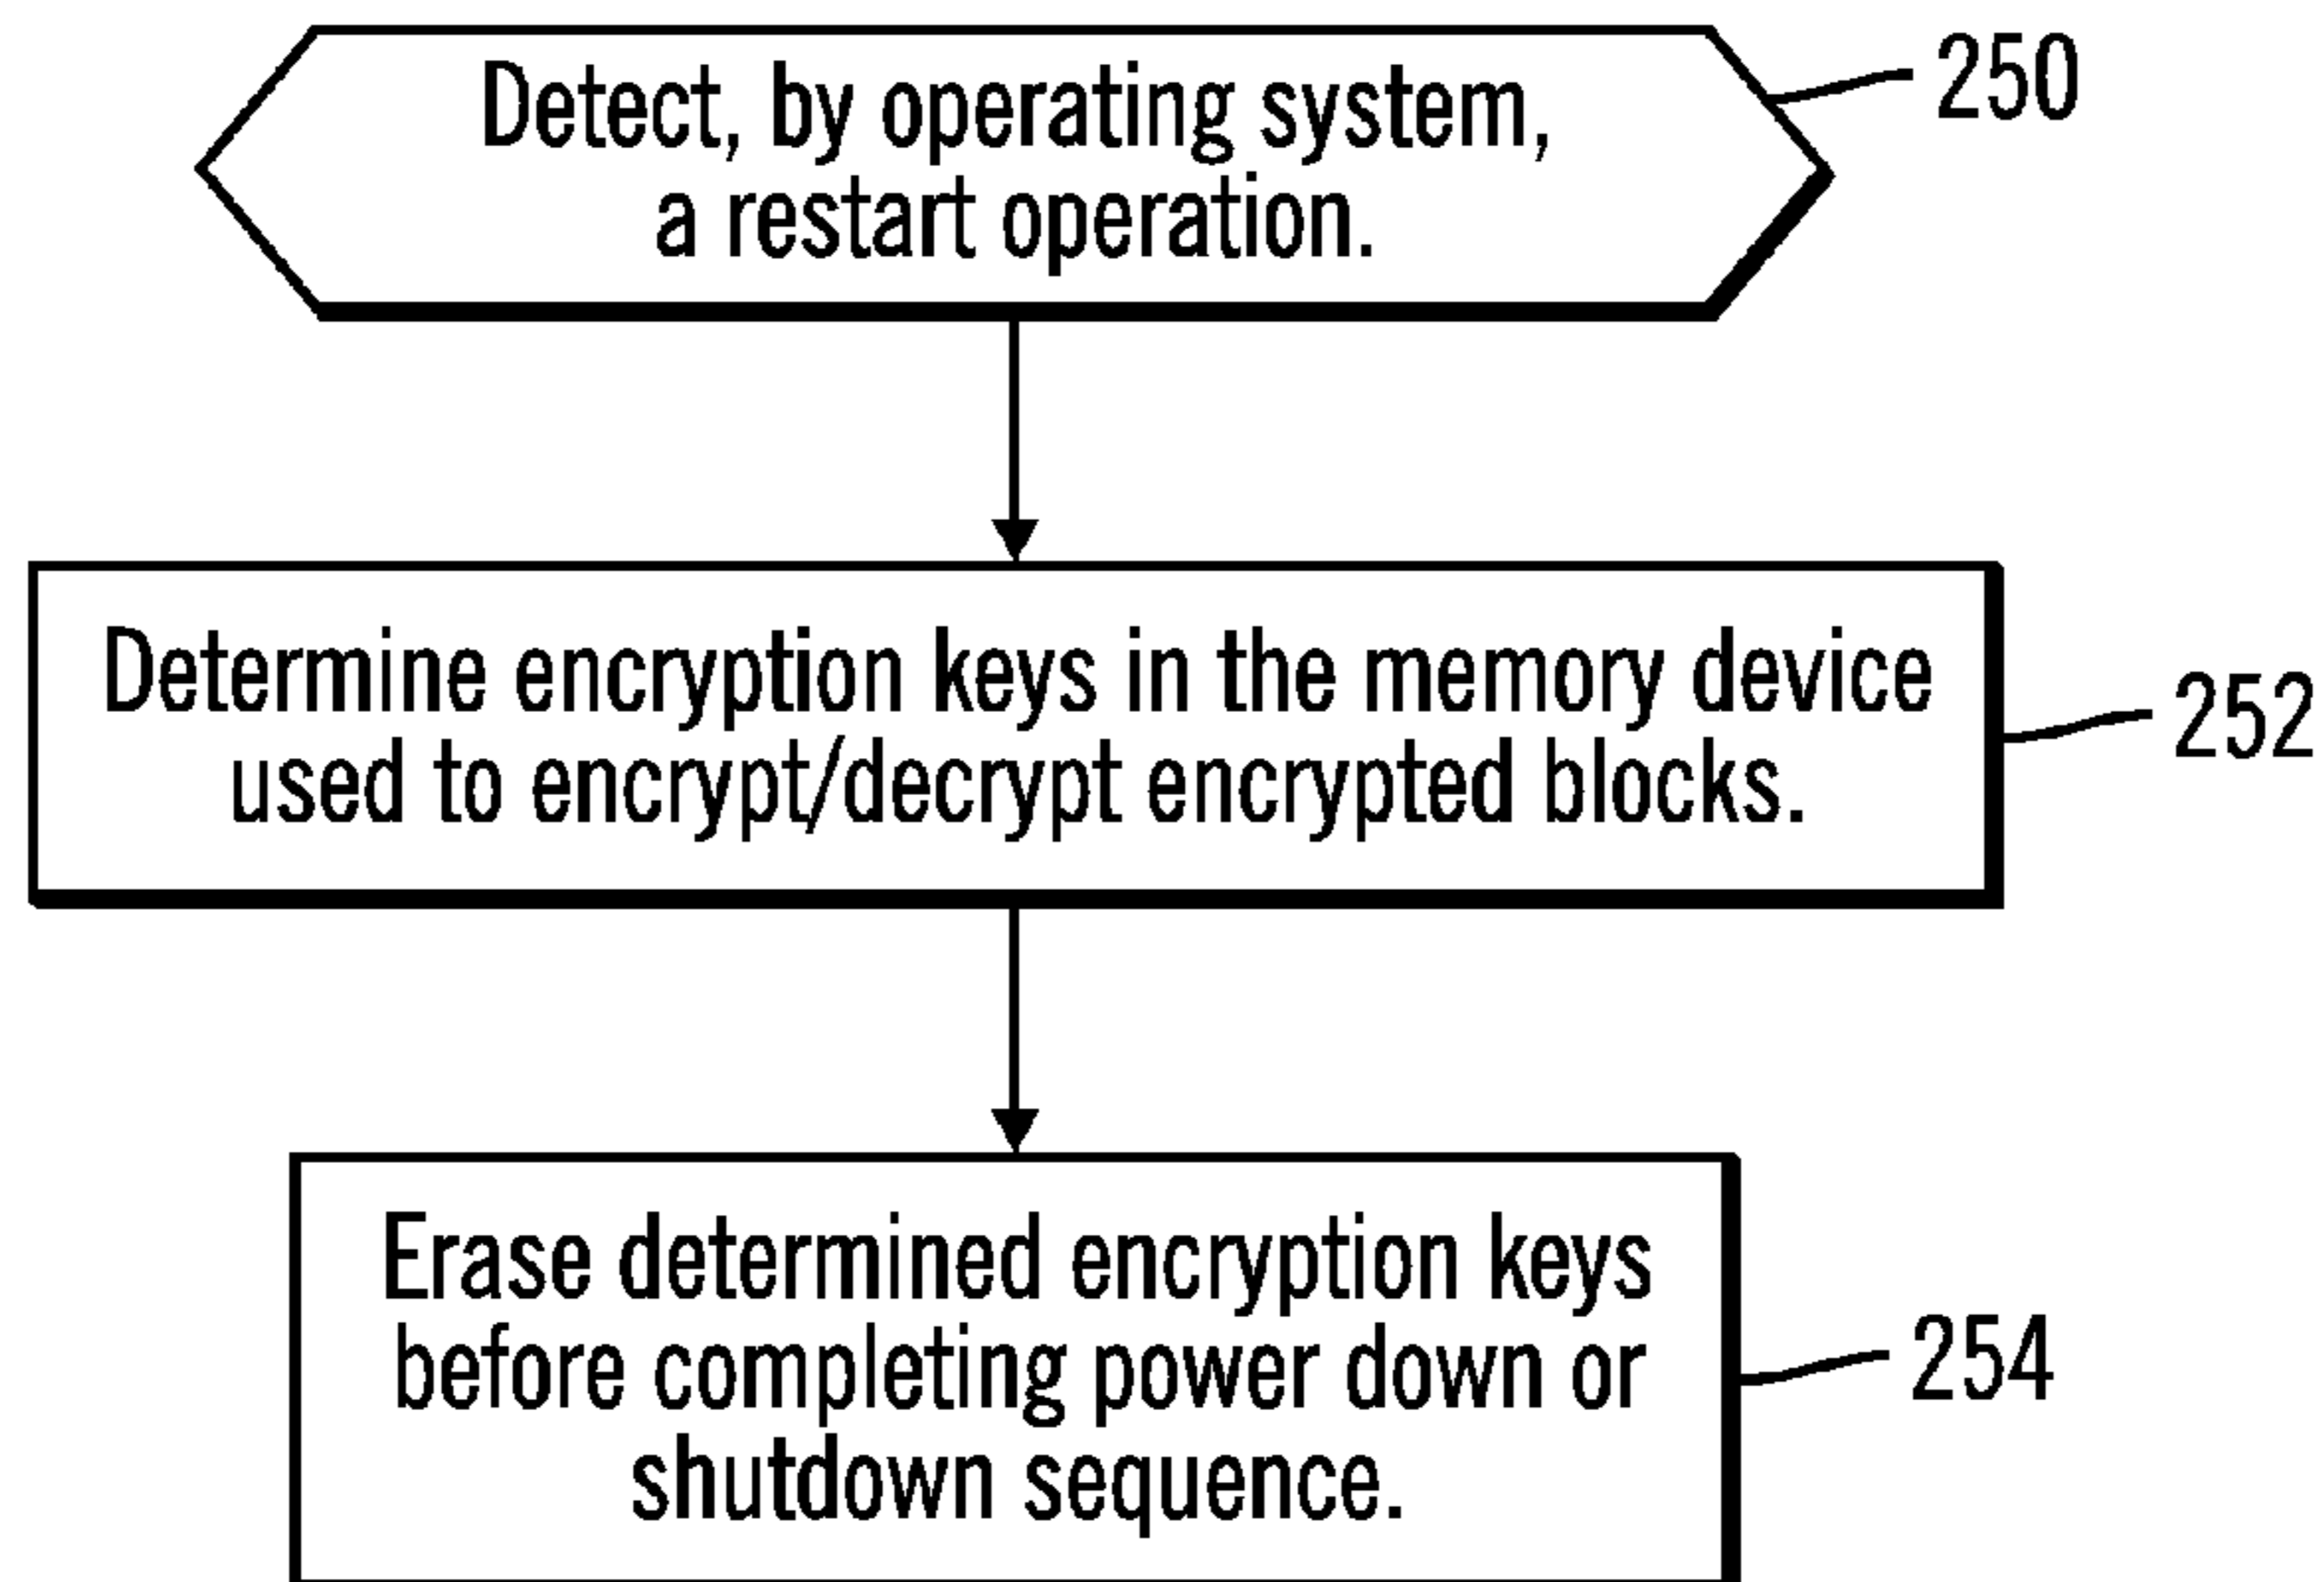 Detect, by operating system,
a restart operation.
250
Determine encryption keys in the memory device
used to encrypt/decrypt encrypted blocks.
252
Erase determined encryption keys
before completing power down or
shutdown sequence.
254